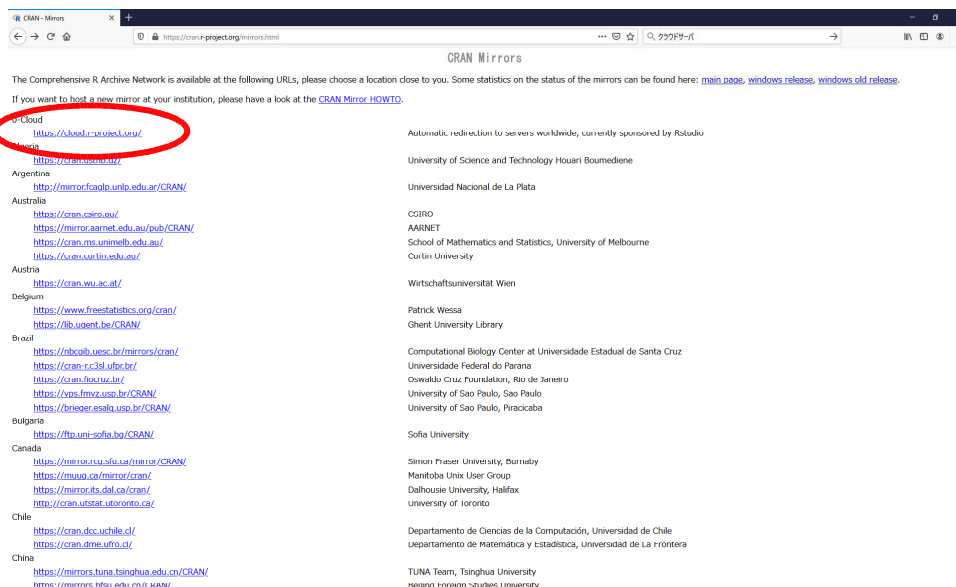 CRAN - Mirrors
https://cran.r-project.org/mirrors.html
クラウドサーバ
CRAN Mirrors
The Comprehensive R Archive Network is available at the following URLs, please choose a location close to you. Some statistics on the status of the mirrors can be found here: main page, windows release, windows old release.
If you want to host a new mirror at your institution, please have a look at the CRAN Mirror HOWTO.
0-Cloud
https://cloud.r-project.org/ Automatic redirection to servers worldwide, currently sponsored by Rstudio
Algeria
https://cran.usthb.dz/ University of Science and Technology Houari Boumediene
Argentina
http://mirror.fcaglp.unlp.edu.ar/CRAN/ Universidad Nacional de La Plata
Australia
https://cran.csiro.au/ CSIRO
https://mirror.aarnet.edu.au/pub/CRAN/ AARNET
https://cran.ms.unimelb.edu.au/ School of Mathematics and Statistics, University of Melbourne
https://cran.curtin.edu.au/ Curtin University
Austria
https://cran.wu.ac.at/ Wirtschaftsuniversität Wien
Belgium
https://www.freestatistics.org/cran/ Patrick Wessa
https://lib.ugent.be/CRAN/ Ghent University Library
Brazil
https://nbcgib.uesc.br/mirrors/cran/ Computational Biology Center at Universidade Estadual de Santa Cruz
https://cran-r.c3sl.ufpr.br/ Universidade Federal do Parana
https://cran.fiocruz.br/ Oswaldo Cruz Foundation, Rio de Janeiro
https://vps.fmvz.usp.br/CRAN/ University of Sao Paulo, Sao Paulo
https://brieger.esalq.usp.br/CRAN/ University of Sao Paulo, Piracicaba
Bulgaria
https://ftp.uni-sofia.bg/CRAN/ Sofia University
Canada
https://mirror.rcg.sfu.ca/mirror/CRAN/ Simon Fraser University, Burnaby
https://muug.ca/mirror/cran/ Manitoba Unix User Group
https://mirror.its.dal.ca/cran/ Dalhousie University, Halifax
http://cran.utstat.utoronto.ca/ University of Toronto
Chile
https://cran.dcc.uchile.cl/ Departamento de Ciencias de la Computación, Universidad de Chile
https://cran.dme.ufro.cl/ Departamento de Matemática y Estadística, Universidad de La Frontera
China
https://mirrors.tuna.tsinghua.edu.cn/CRAN/ TUNA Team, Tsinghua University
https://mirrors.bfsu.edu.cn/CRAN/ Beijing Foreign Studies University